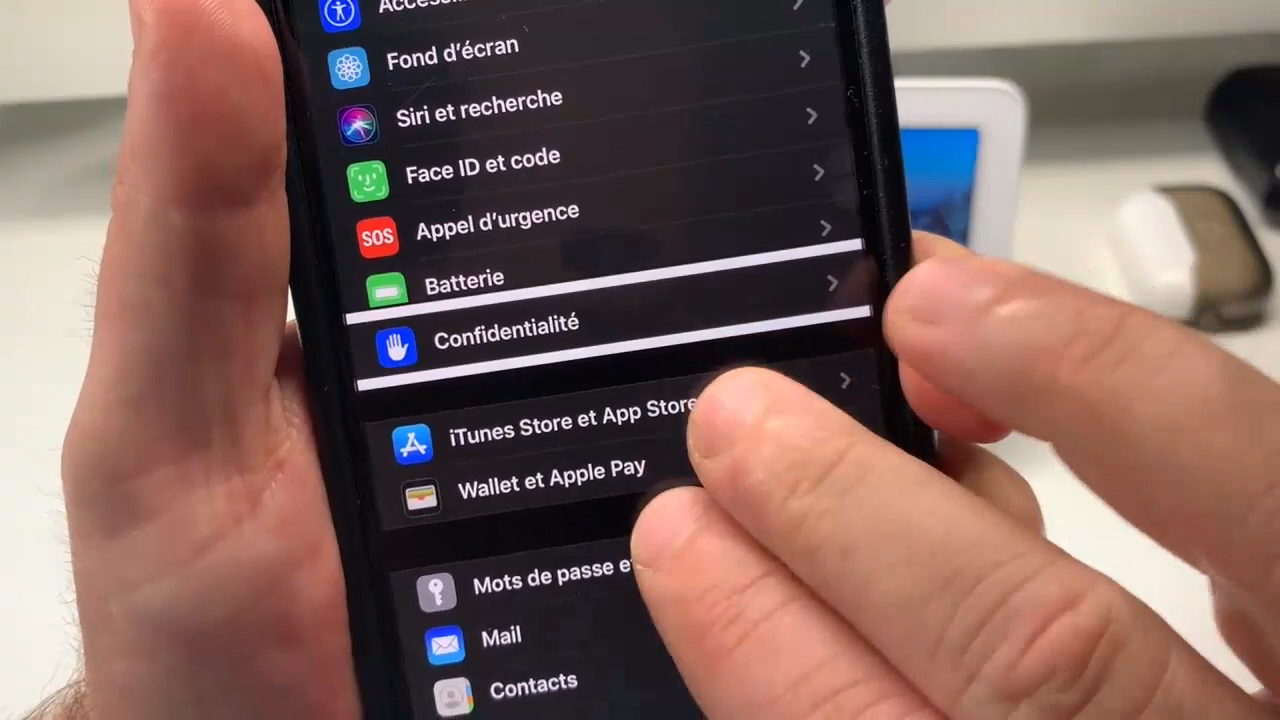 Fond d'écran
Siri et recherche
Face ID et code
SOS
Appel d'urgence
Batterie
Confidentialité
iTunes Store et App Store
Wallet et Apple Pay
Mots de passe
Mail
Contacts